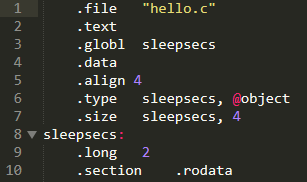 1 .file "hello.c"
2 .text
3 .globl sleepsecs
4 .data
5 .align 4
6 .type sleepsecs, @object
7 .size sleepsecs, 4
8 sleepsecs:
9 .long 2
10 .section .rodata